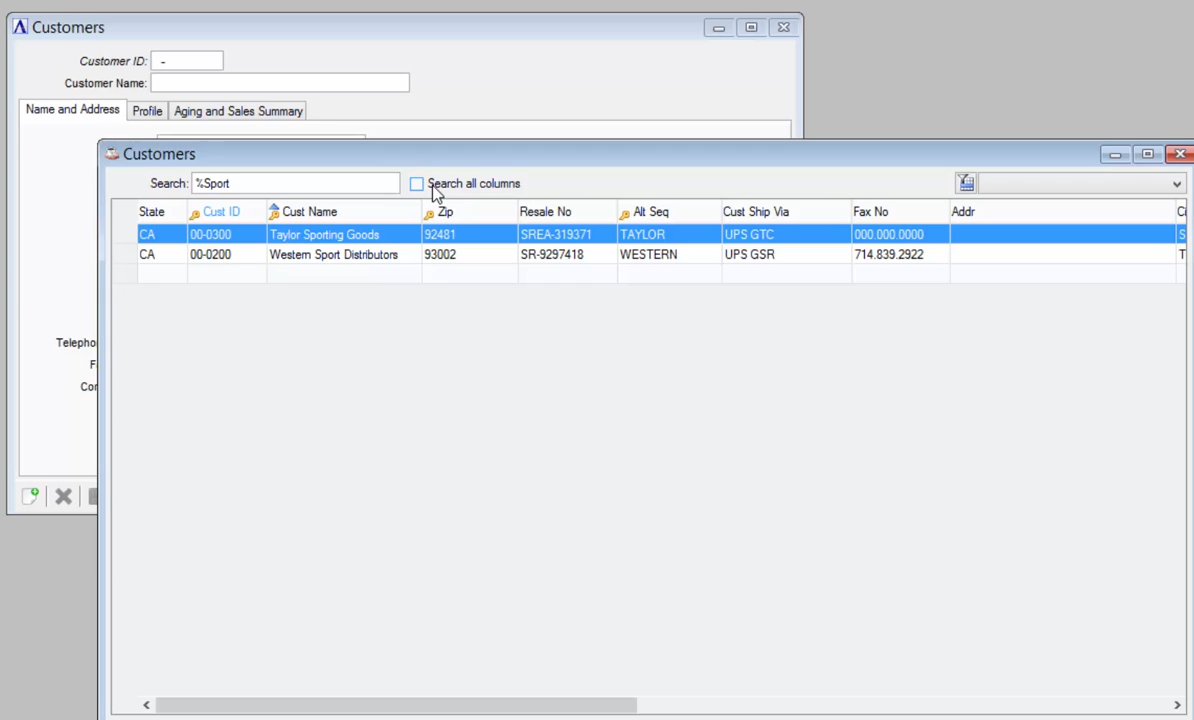 Customers
Customer ID: -
Customer Name:
Name and Address Profile Aging and Sales Summary
Customers
Search: %Sport Search all columns
State Cust ID Cust Name Zip Resale No Alt Seq Cust Ship Via Fax No Addr
CA 00-0300 Taylor Sporting Goods 92481 SREA-319371 TAYLOR UPS GTC 000.000.0000 S
CA 00-0200 Western Sport Distributors 93002 SR-9297418 WESTERN UPS GSR 714.839.2922 T
Telepho
F
Cor